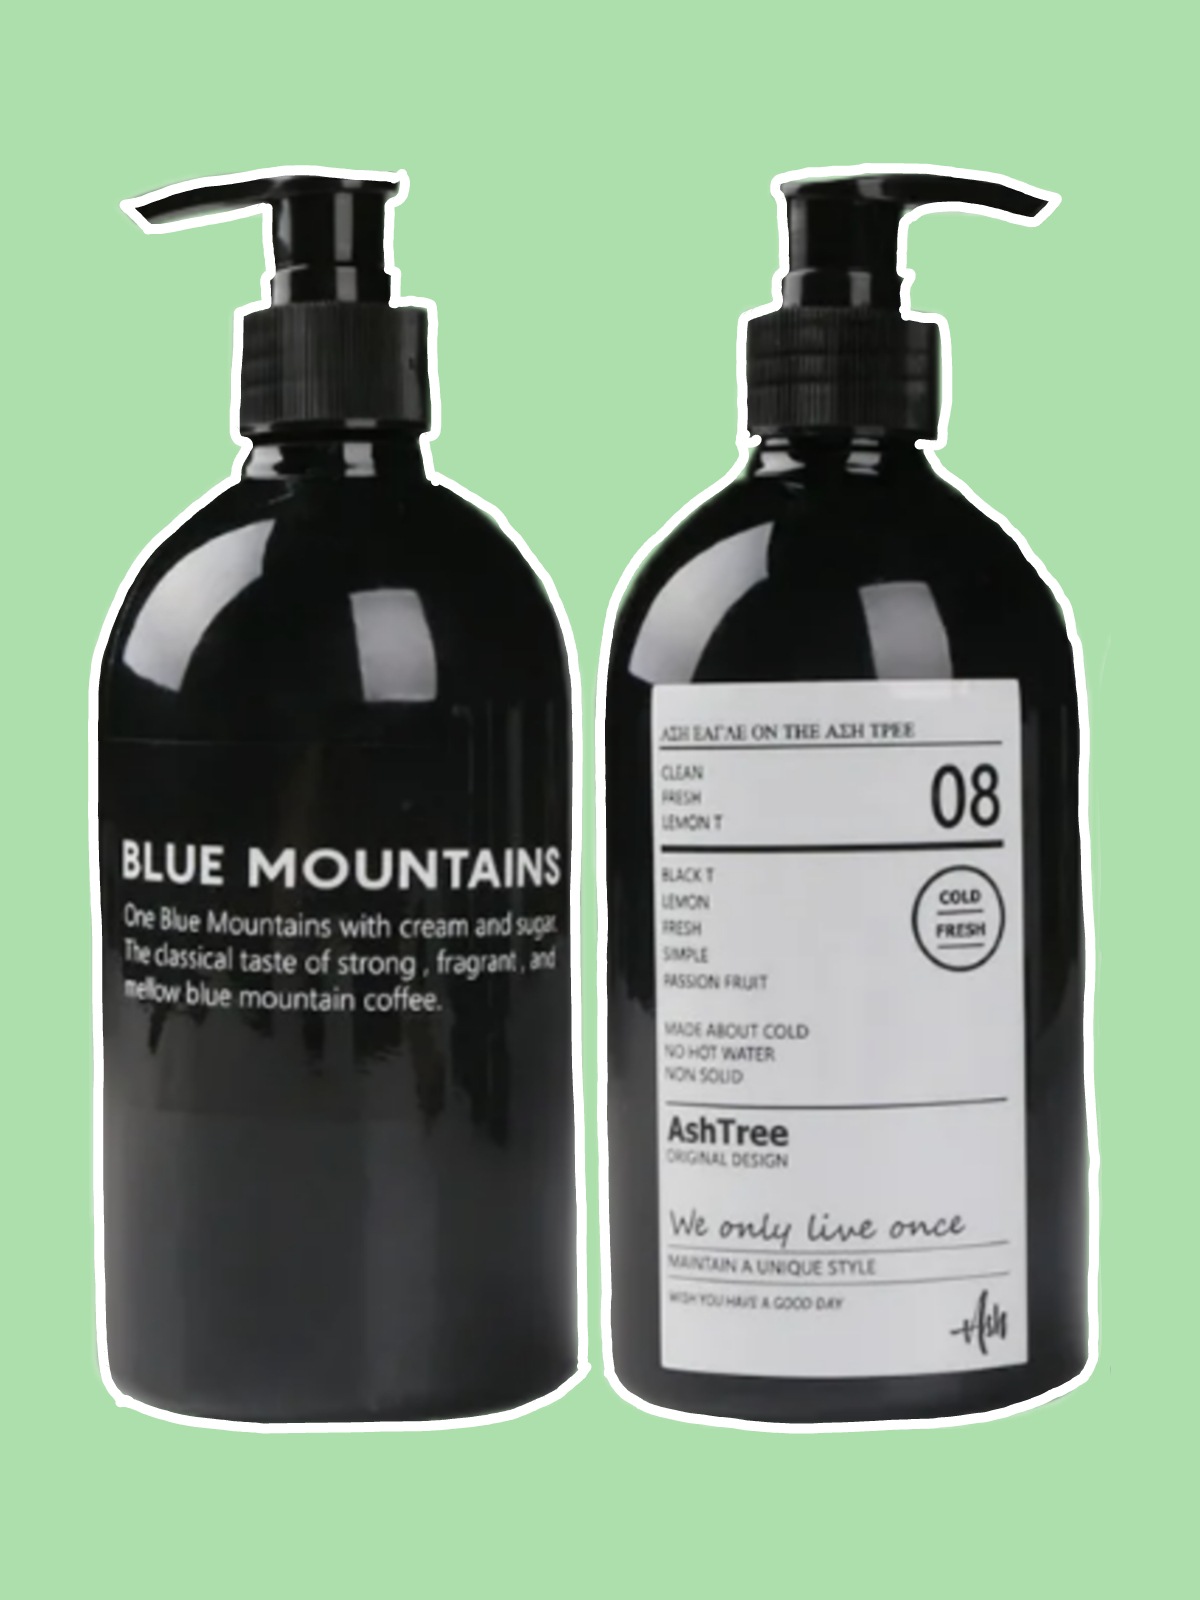 BLUE MOUNTAINS
One Blue Mountains with cream and sugar.
The classical taste of strong , fragrant , and
mellow blue mountain coffee.
ΑΣΗ ΕΑΓΛΕ ON THE ΑΣΗ ΤΡΕΕ
CLEAN
FRESH
LEMON T
08
BLACK T
LEMON
FRESH
SIMPLE
PASSION FRUIT
COLD
FRESH
MADE ABOUT COLD
NO HOT WATER
NON SOLID
AshTree
ORIGINAL DESIGN
We only live once
MAINTAIN A UNIQUE STYLE
WISH YOU HAVE A GOOD DAY
Ash